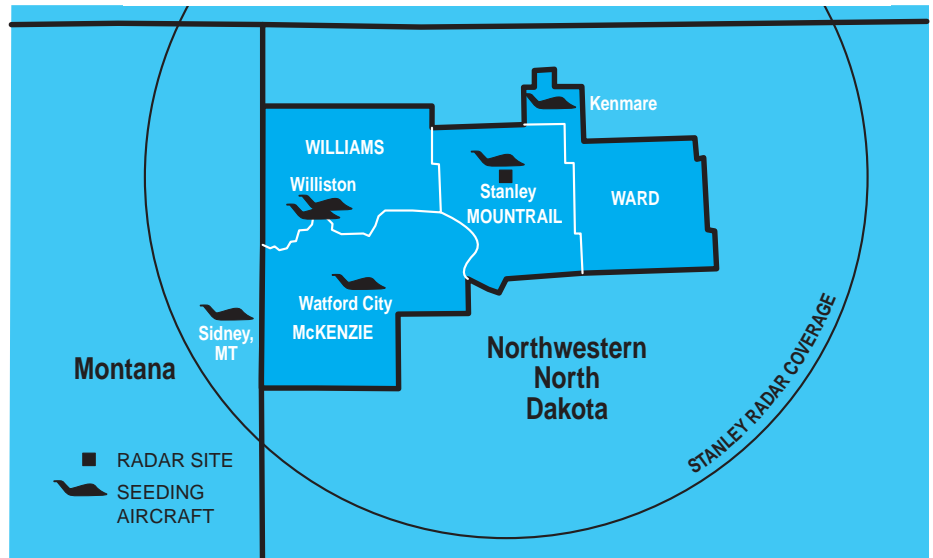 Kenmare
WILLIAMS
Williston
Stanley
MOUNTRAIL
WARD
Watford City
McKENZIE
Sidney,
MT
Montana
Northwestern
North
Dakota
STANLEY RADAR COVERAGE
RADAR SITE
SEEDING
AIRCRAFT